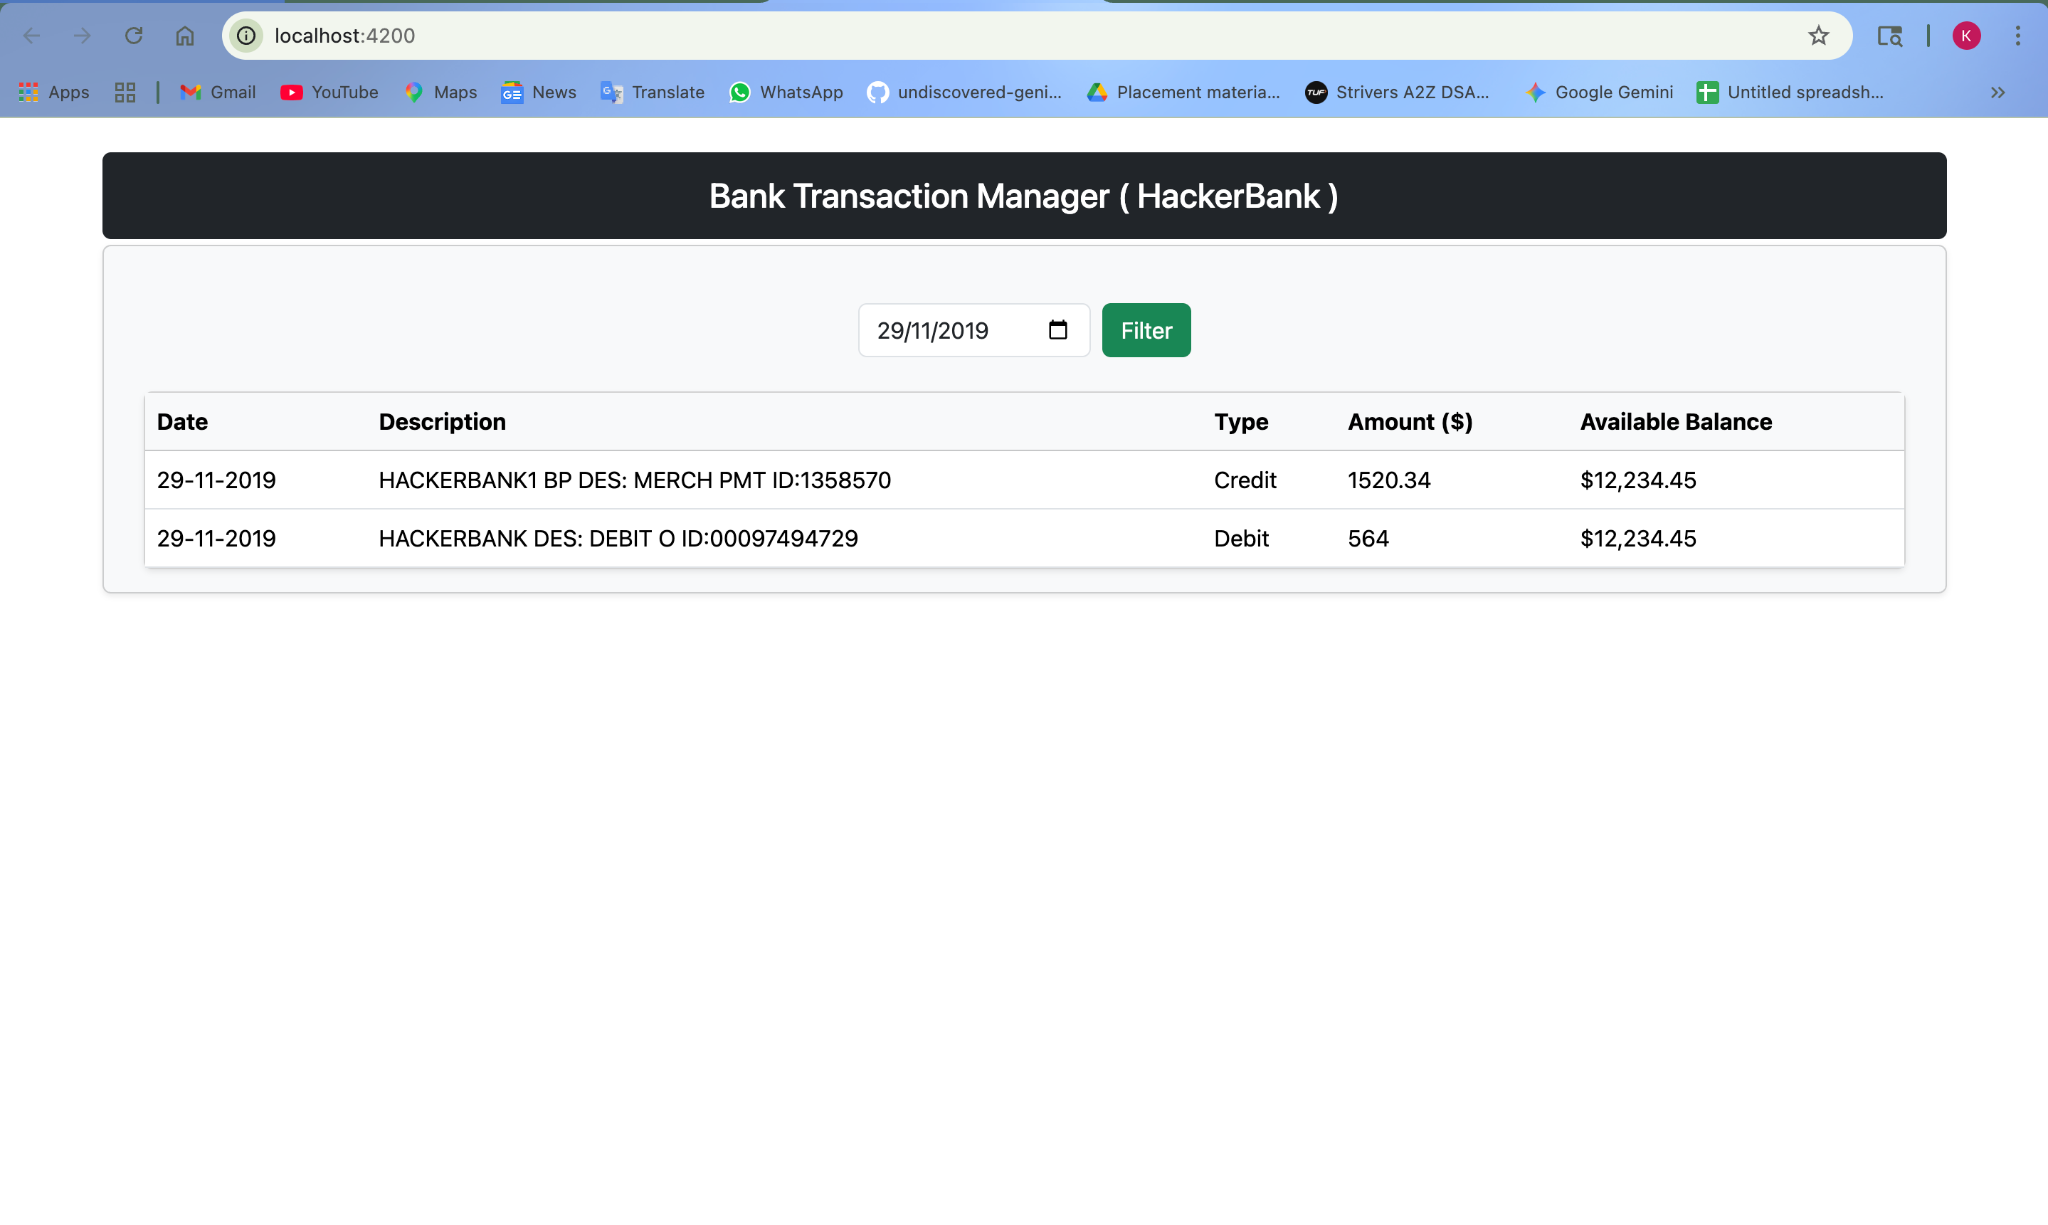 localhost:4200
K
Apps Gmail YouTube Maps News Translate WhatsApp undiscovered-geni... Placement materia... Strivers A2Z DSA... Google Gemini Untitled spreadsh...
Bank Transaction Manager ( HackerBank )
29/11/2019 Filter
Date Description Type Amount ($) Available Balance
29-11-2019 HACKERBANK1 BP DES: MERCH PMT ID:1358570 Credit 1520.34 $12,234.45
29-11-2019 HACKERBANK DES: DEBIT O ID:00097494729 Debit 564 $12,234.45